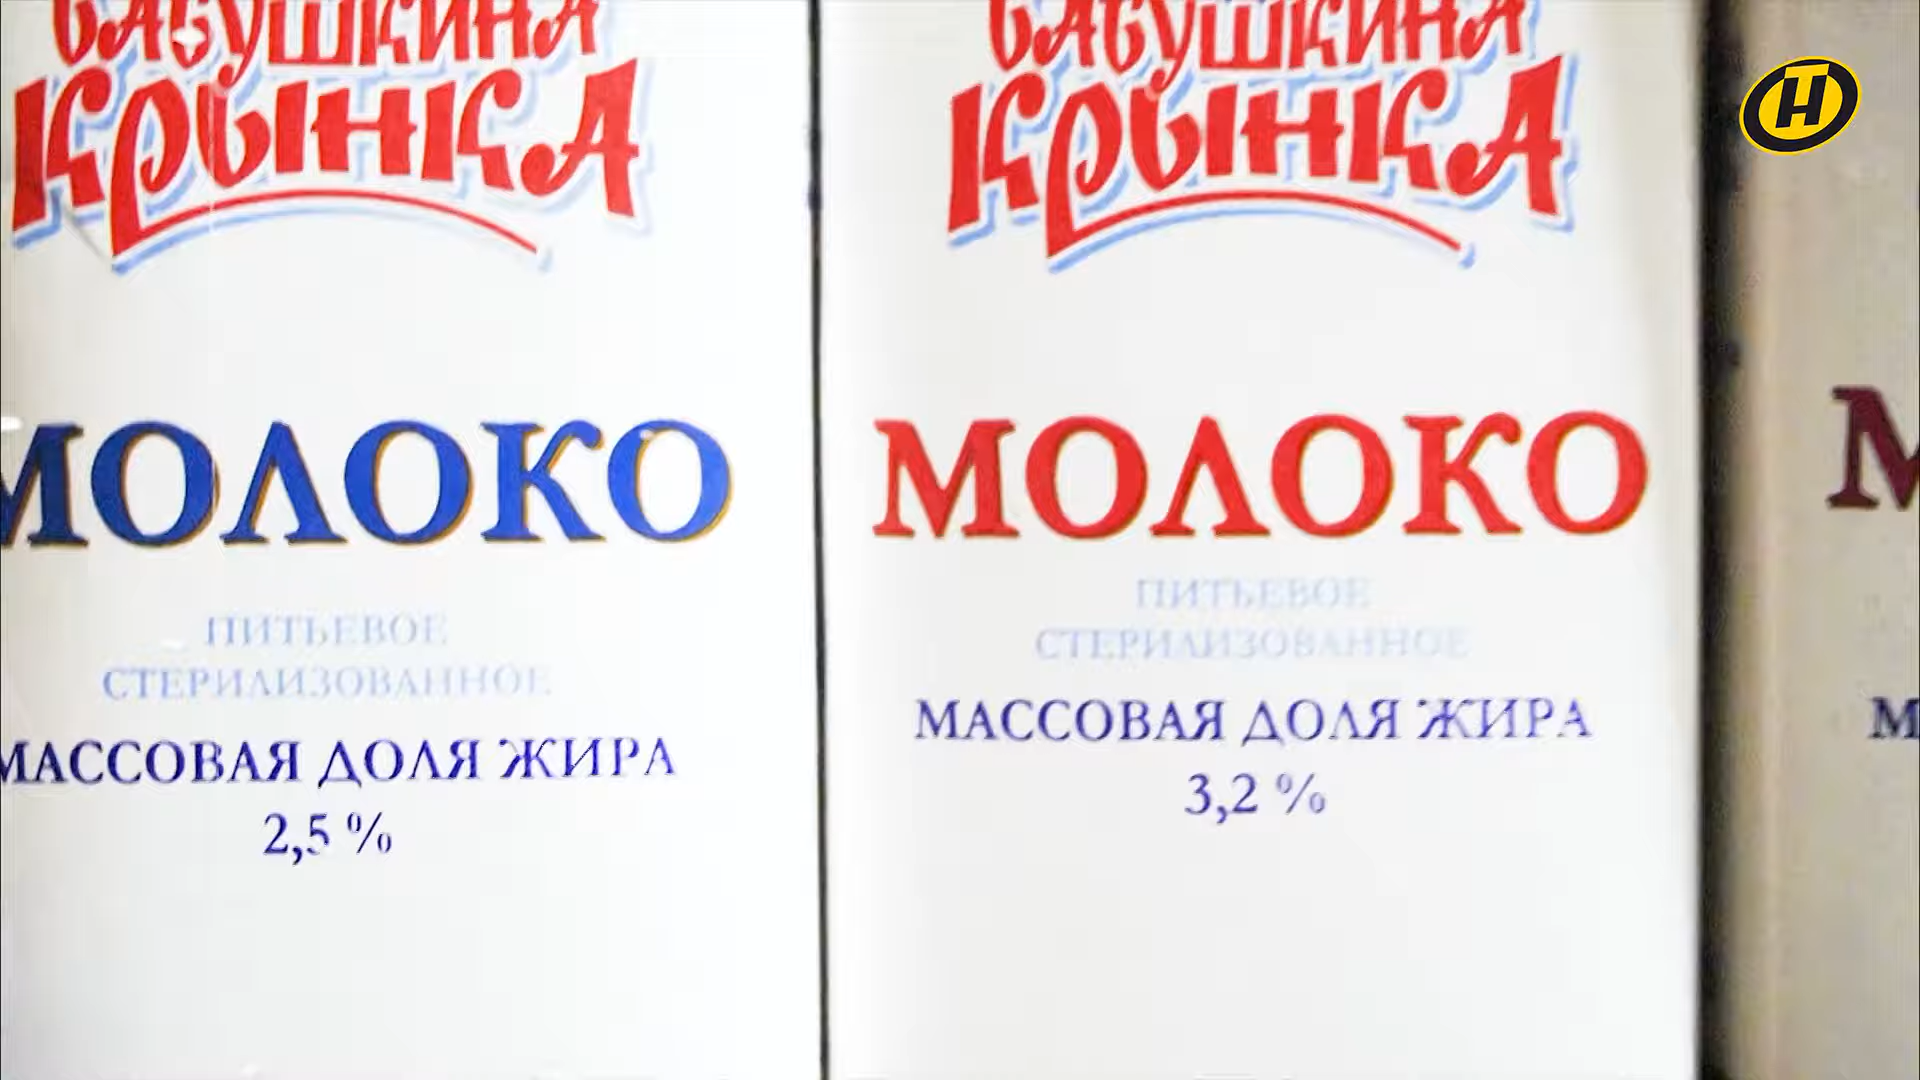 БАБУШКИНА
КРЫНКА
МОЛОКО
ПИТЬЕВОЕ
СТЕРИЛИЗОВАННОЕ
МАССОВАЯ ДОЛЯ ЖИРА
2,5 %
БАБУШКИНА
КРЫНКА
МОЛОКО
ПИТЬЕВОЕ
СТЕРИЛИЗОВАННОЕ
МАССОВАЯ ДОЛЯ ЖИРА
3,2 %
М
М
НТ